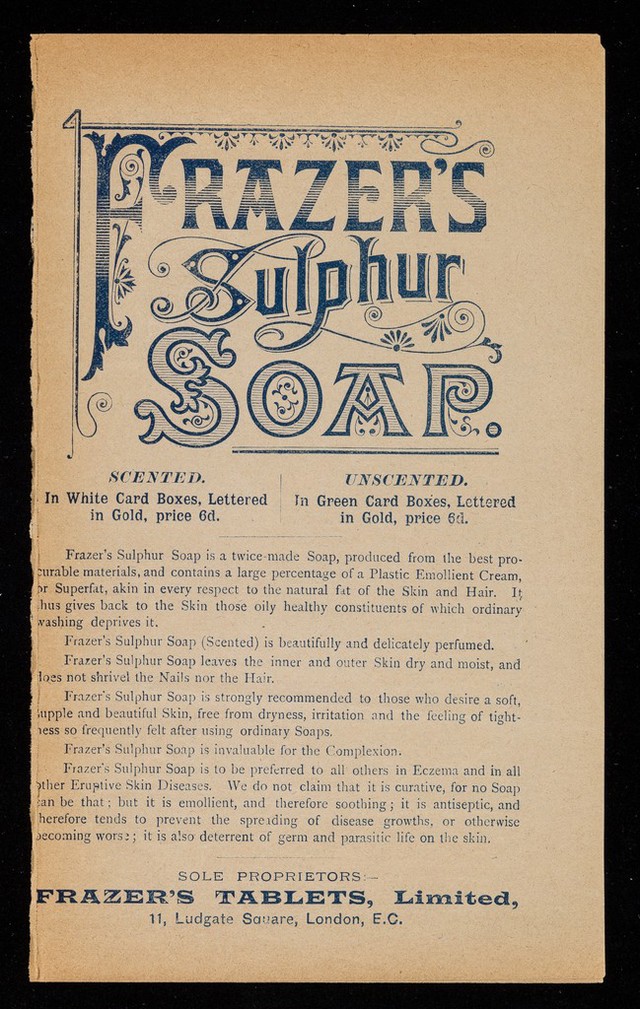 FRAZER'S
Sulphur
SOAP.
SCENTED.
In White Card Boxes, Lettered
in Gold, price 6d.
UNSCENTED.
In Green Card Boxes, Lettered
in Gold, price 6d.
Frazer's Sulphur Soap is a twice-made Soap, produced from the best pro-
curable materials, and contains a large percentage of a Plastic Emollient Cream,
or Superfat, akin in every respect to the natural fat of the Skin and Hair. It
thus gives back to the Skin those oily healthy constituents of which ordinary
washing deprives it.
Frazer's Sulphur Soap (Scented) is beautifully and delicately perfumed.
Frazer's Sulphur Soap leaves the inner and outer Skin dry and moist, and
does not shrivel the Nails nor the Hair.
Frazer's Sulphur Soap is strongly recommended to those who desire a soft,
supple and beautiful Skin, free from dryness, irritation and the feeling of tight-
ness so frequently felt after using ordinary Soaps.
Frazer's Sulphur Soap is invaluable for the Complexion.
Frazer's Sulphur Soap is to be preferred to all others in Eczema and in all
other Eruptive Skin Diseases. We do not claim that it is curative, for no Soap
can be that; but it is emollient, and therefore soothing; it is antiseptic, and
therefore tends to prevent the spreading of disease growths, or otherwise
becoming worse; it is also deterrent of germ and parasitic life on the skin.
SOLE PROPRIETORS:—
FRAZER'S TABLETS, Limited,
11, Ludgate Square, London, E.C.